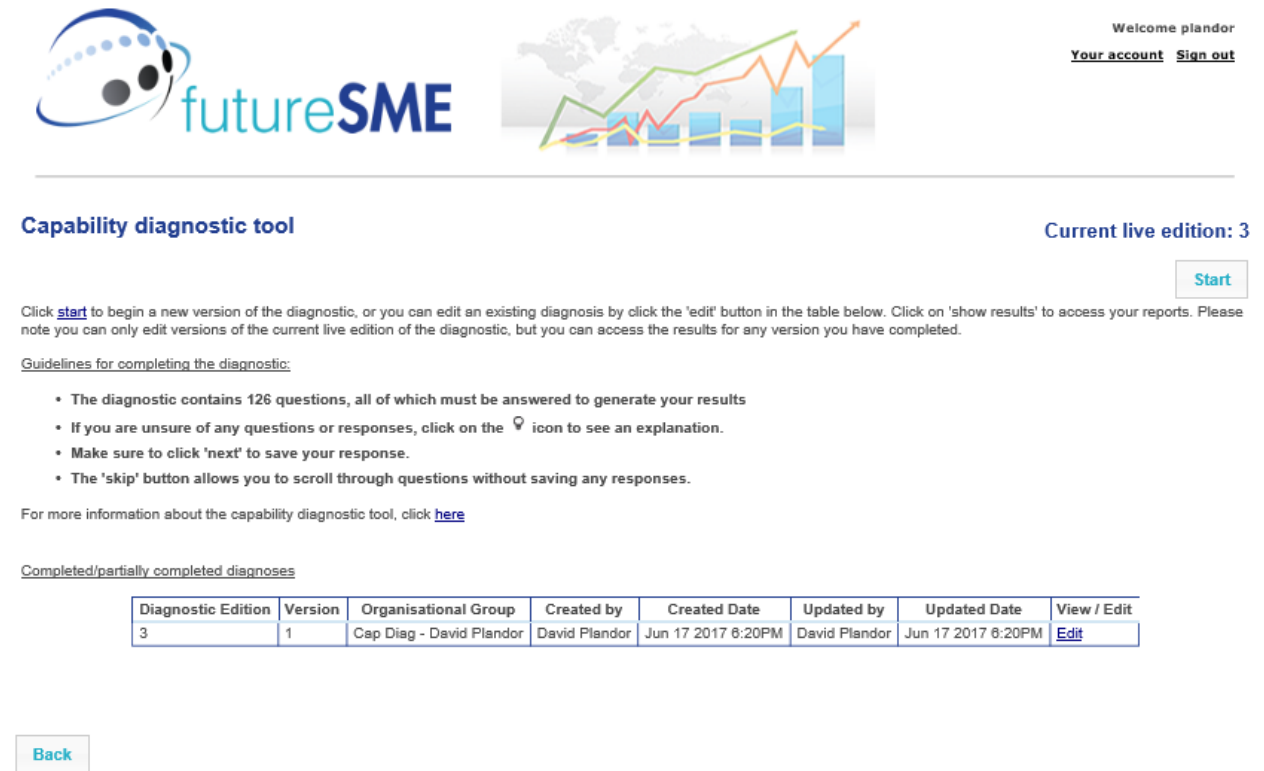 futureSME
Welcome plandor
Your account Sign out
Capability diagnostic tool
Current live edition: 3
Start
Click start to begin a new version of the diagnostic, or you can edit an existing diagnosis by click the 'edit' button in the table below. Click on 'show results' to access your reports. Please
note you can only edit versions of the current live edition of the diagnostic, but you can access the results for any version you have completed.
Guidelines for completing the diagnostic:
• The diagnostic contains 126 questions, all of which must be answered to generate your results
• If you are unsure of any questions or responses, click on the icon to see an explanation.
• Make sure to click 'next' to save your response.
• The 'skip' button allows you to scroll through questions without saving any responses.
For more information about the capability diagnostic tool, click here
Completed/partially completed diagnoses
Diagnostic Edition Version Organisational Group Created by Created Date Updated by Updated Date View / Edit
3 1 Cap Diag - David Plandor David Plandor Jun 17 2017 6:20PM David Plandor Jun 17 2017 6:20PM Edit
Back